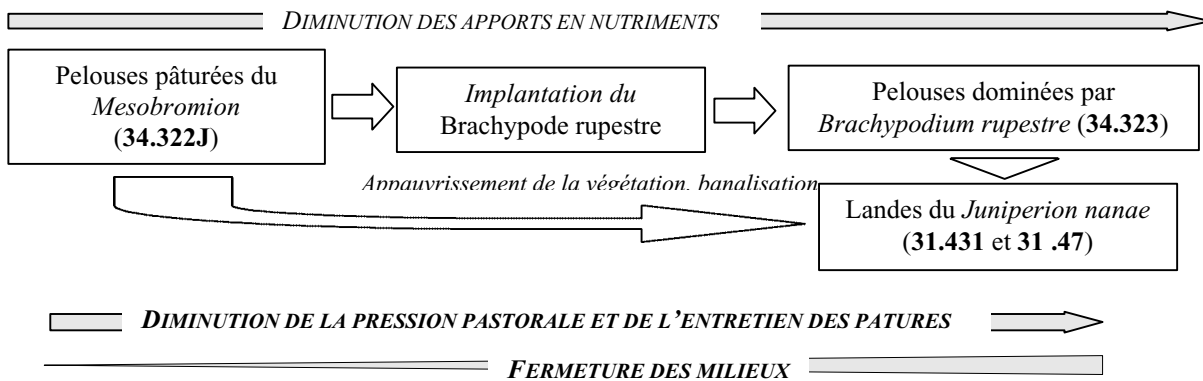 DIMINUTION DES APPORTS EN NUTRIMENTS
Pelouses pâturées du
Mesobromion
(34.322J)
Implantation du
Brachypode rupestre
Pelouses dominées par
Brachypodium rupestre (34.323)
Appauvrissement de la végétation, banalisation
Landes du Juniperion nanae
(31.431 et 31 .47)
DIMINUTION DE LA PRESSION PASTORALE ET DE L'ENTRETIEN DES PATURES
FERMETURE DES MILIEUX